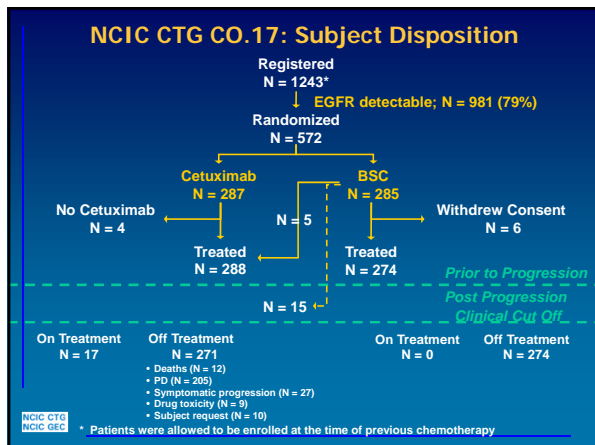 NCIC CTG CO.17: Subject Disposition
Registered
N = 1243*
EGFR detectable; N = 981 (79%)
Randomized
N = 572
Cetuximab
N = 287
BSC
N = 285
No Cetuximab
N = 4
N = 5
Withdrew Consent
N = 6
Treated
N = 288
Treated
N = 274
Prior to Progression
Post Progression
N = 15
Clinical Cut Off
On Treatment
N = 17
Off Treatment
N = 271
• Deaths (N = 12)
• PD (N = 205)
• Symptomatic progression (N = 27)
• Drug toxicity (N = 9)
• Subject request (N = 10)
On Treatment
N = 0
Off Treatment
N = 274
NCIC CTG
NCIC GEC
* Patients were allowed to be enrolled at the time of previous chemotherapy